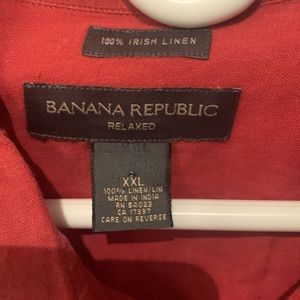 100% IRISH LINEN
BANANA REPUBLIC
RELAXED
XXL
100% LINEN/LIN
MADE IN INDIA
RN 54023
CA 17897
CARE ON REVERSE